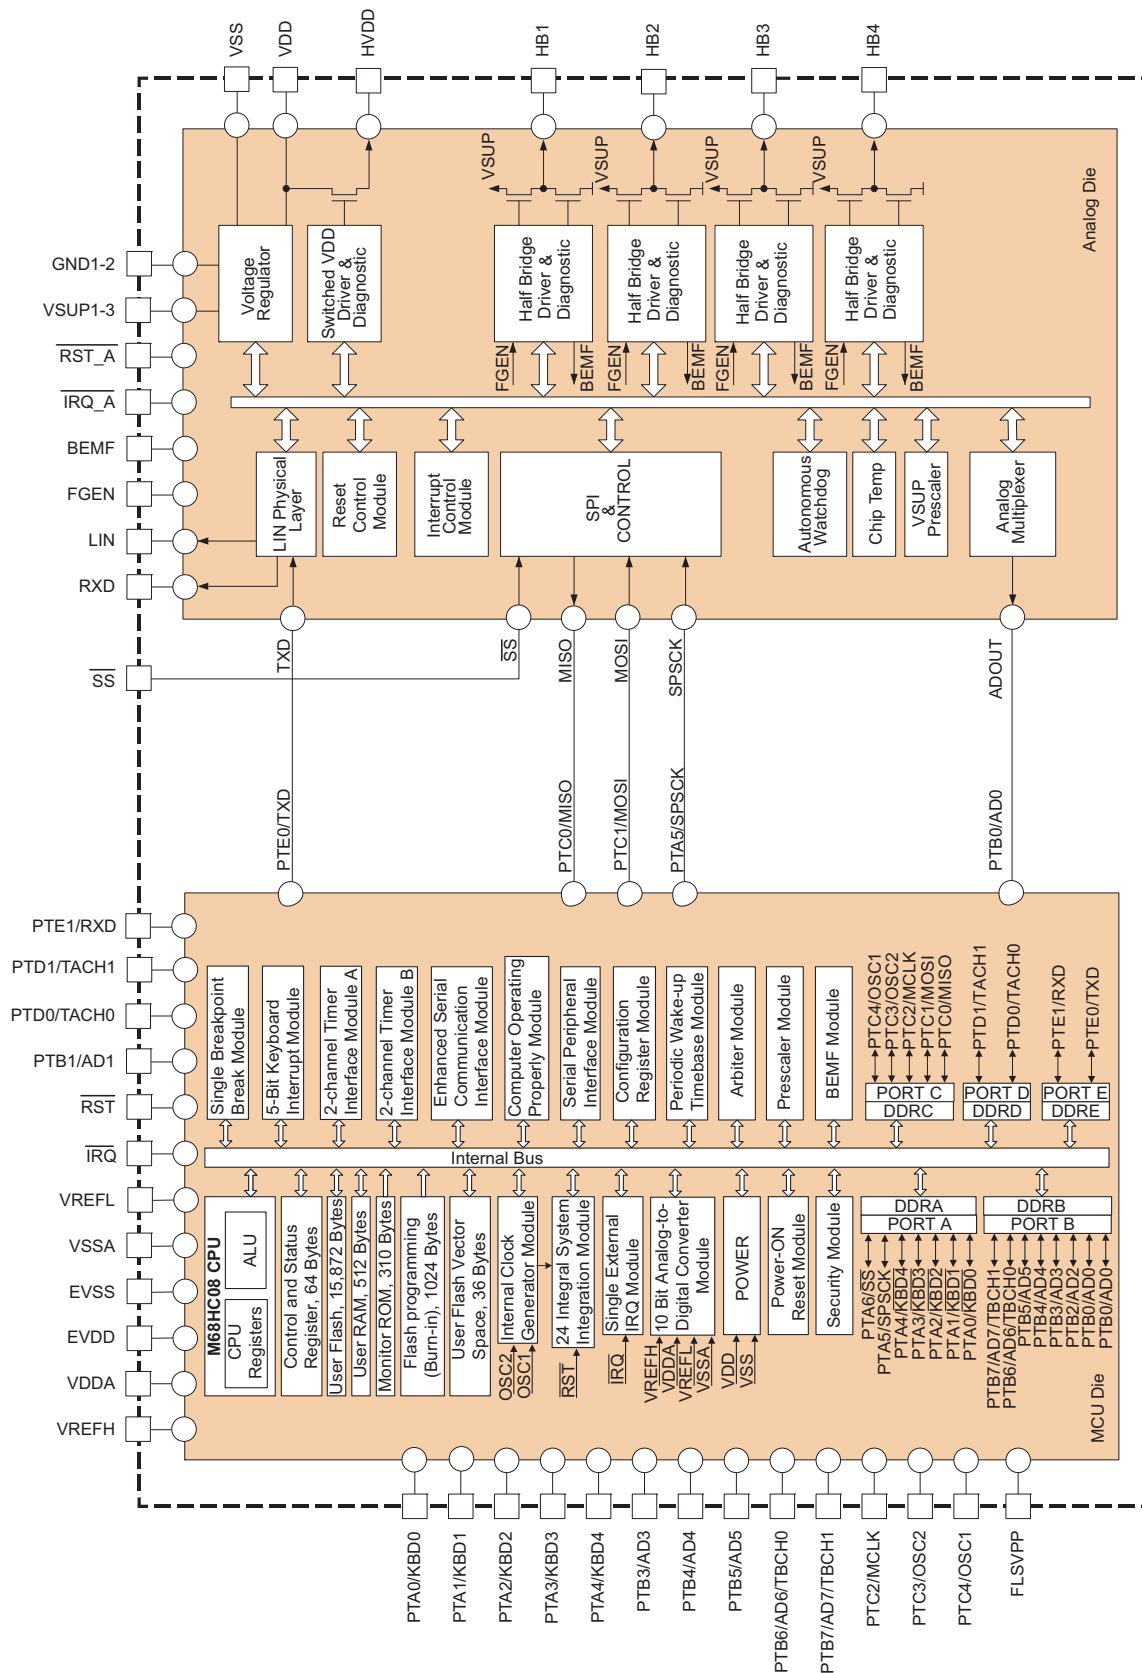 VSS
VDD
HVDD
HB1
HB2
HB3
HB4
GND1-2
VSUP1-3
RST_A
IRQ_A
BEMF
FGEN
LIN
RXD
SS
PTE1/RXD
PTD1/TACH1
PTD0/TACH0
PTB1/AD1
RST
IRQ
VREFL
VSSA
EVSS
EVDD
VDDA
VREFH
Analog Die
Voltage
Regulator
Switched VDD
Driver &
Diagnostic
VSUP
VSUP
VSUP
VSUP
Half Bridge
Driver &
Diagnostic
Half Bridge
Driver &
Diagnostic
Half Bridge
Driver &
Diagnostic
Half Bridge
Driver &
Diagnostic
FGEN
BEMF
FGEN
BEMF
FGEN
BEMF
FGEN
BEMF
LIN Physical
Layer
Reset
Control
Module
Interrupt
Control
Module
SPI
&
CONTROL
Autonomous
Watchdog
Chip Temp
VSUP
Prescaler
Analog
Multiplexer
TXD
SS
MISO
MOSI
SPSCK
ADOUT
PTE0/TXD
PTC0/MISO
PTC1/MOSI
PTA5/SPSCK
PTB0/AD0
Single Breakpoint
Break Module
5-Bit Keyboard
Interrupt Module
2-channel Timer
Interface Module A
2-channel Timer
Interface Module B
Enhanced Serial
Communication
Interface Module
Computer Operating
Properly Module
Serial Peripheral
Interface Module
Configuration
Register Module
Periodic Wake-up
Timebase Module
Arbiter Module
Prescaler Module
BEMF Module
PTC4/OSC1
PTC3/OSC2
PTC2/MCLK
PTC1/MOSI
PTC0/MISO
PORT C
DDRC
PTD1/TACH1
PTD0/TACH0
PORT D
DDRD
PTE1/RXD
PTE0/TXD
PORT E
DDRE
Internal Bus
M68HC08 CPU
CPU
Registers
ALU
Control and Status
Register, 64 Bytes
User Flash, 15,872 Bytes
User RAM, 512 Bytes
Monitor ROM, 310 Bytes
Flash programming
(Burn-in), 1024 Bytes
User Flash Vector
Space, 36 Bytes
OSC2
OSC1
Internal Clock
Generator Module
RST
24 Integral System
Integration Module
IRQ
Single External
IRQ Module
VREFH
VDDA
VREFL
VSSA
10 Bit Analog-to-
Digital Converter
Module
VDD
VSS
POWER
Power-ON
Reset Module
Security Module
DDRA
PORT A
PTA6/SS
PTA5/SPSCK
PTA4/KBD4
PTA3/KBD3
PTA2/KBD2
PTA1/KBD1
PTA0/KBD0
DDRB
PORT B
PTB7/AD7/TBCH1
PTB6/AD6/TBCH0
PTB5/AD5
PTB4/AD4
PTB3/AD3
PTB2/AD2
PTB0/AD0
PTB0/AD0
MCU Die
PTA0/KBD0
PTA1/KBD1
PTA2/KBD2
PTA3/KBD3
PTA4/KBD4
PTB3/AD3
PTB4/AD4
PTB5/AD5
PTB6/AD6/TBCH0
PTB7/AD7/TBCH1
PTC2/MCLK
PTC3/OSC2
PTC4/OSC1
FLSVPP